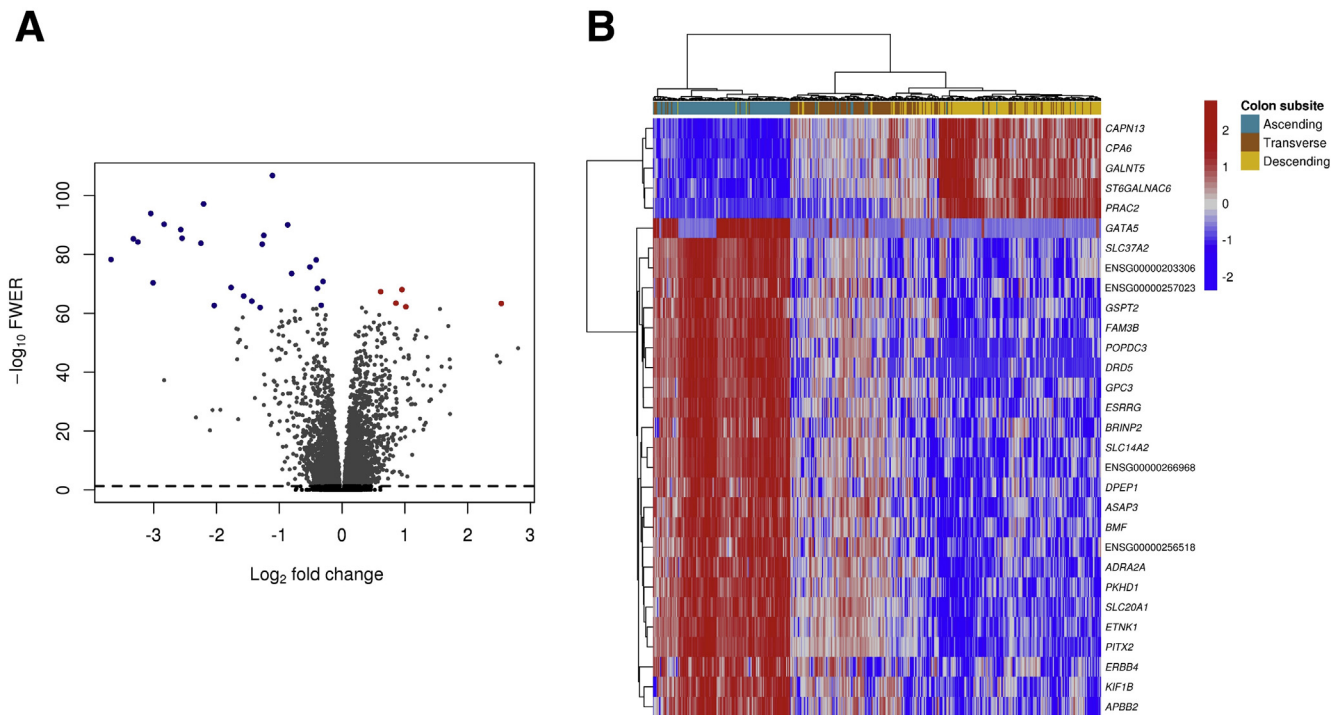 A
−log10 FWER
100
80
60
40
20
0
-3
-2
-1
0
1
2
3
Log2 fold change
B
CAPN13
CPA6
GALNT5
ST6GALNAC6
PRAC2
GATA5
SLC37A2
ENSG00000203306
ENSG00000257023
GSPT2
FAM3B
POPDC3
DRD5
GPC3
ESRRG
BRINP2
SLC14A2
ENSG00000266968
DPEP1
ASAP3
BMF
ENSG00000256518
ADRA2A
PKHD1
SLC20A1
ETNK1
PITX2
ERBB4
KIF1B
APBB2
2
1
0
-1
-2
Colon subsite
Ascending
Transverse
Descending